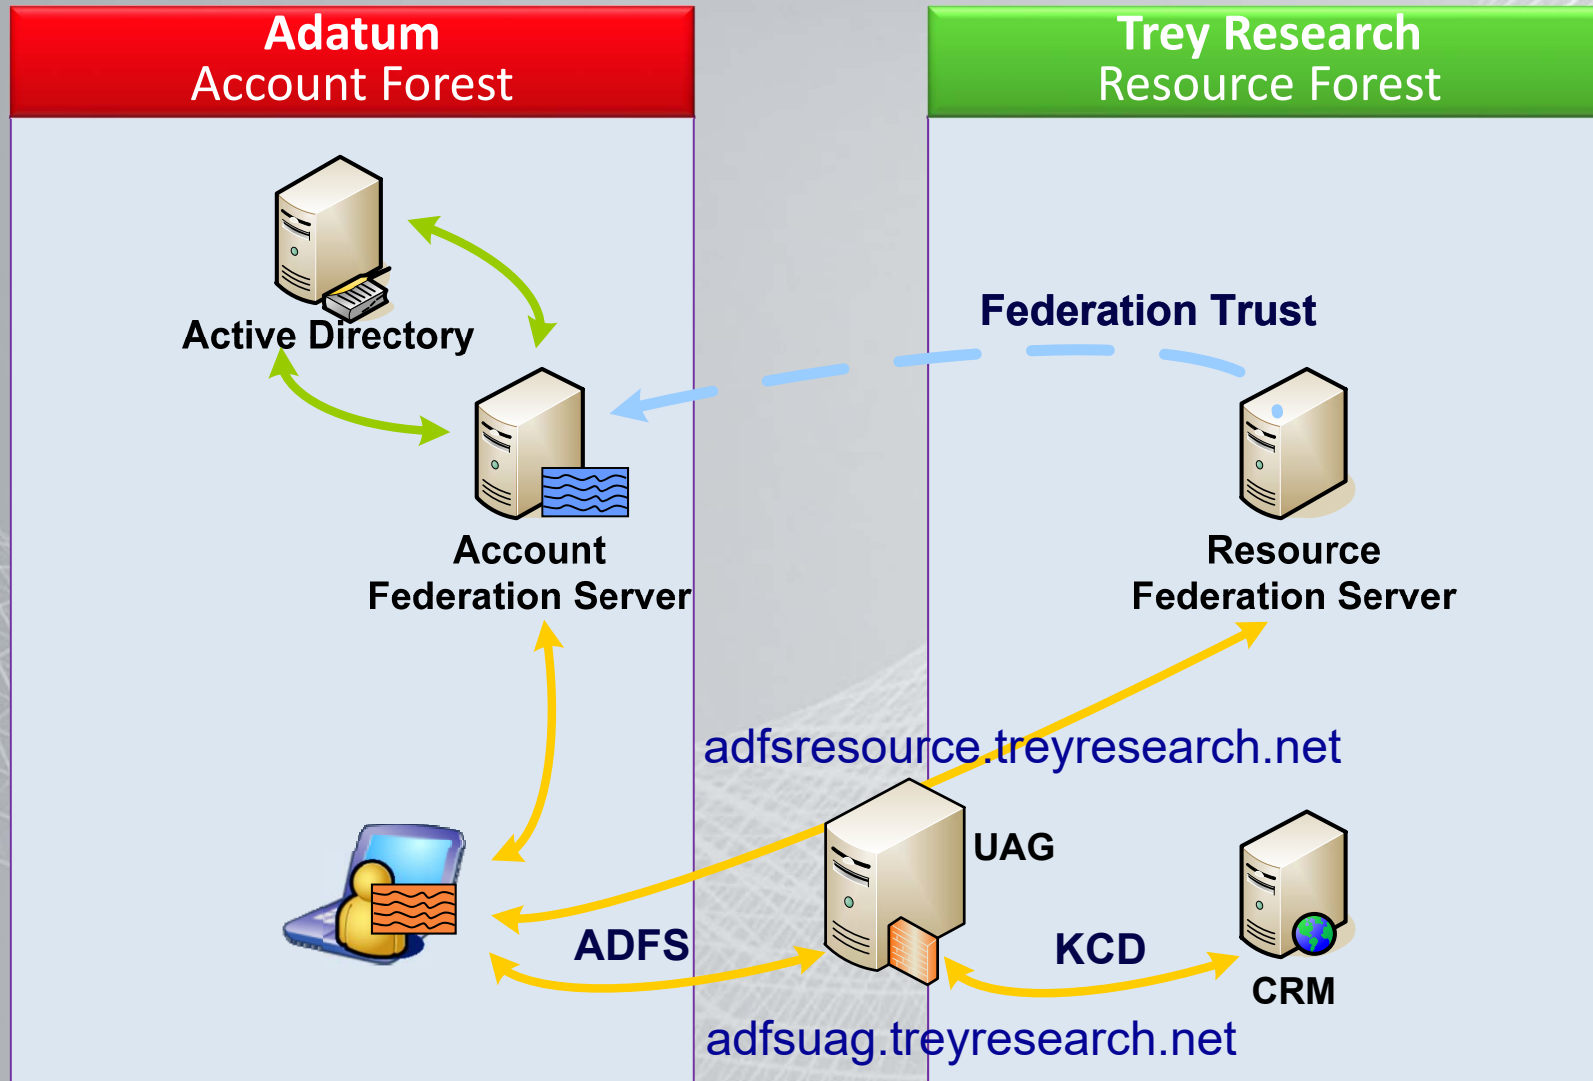 Adatum
Account Forest
Trey Research
Resource Forest
Active Directory
Federation Trust
Account
Federation Server
Resource
Federation Server
adfsresource.treyresearch.net
UAG
ADFS
KCD
CRM
adfsuag.treyresearch.net